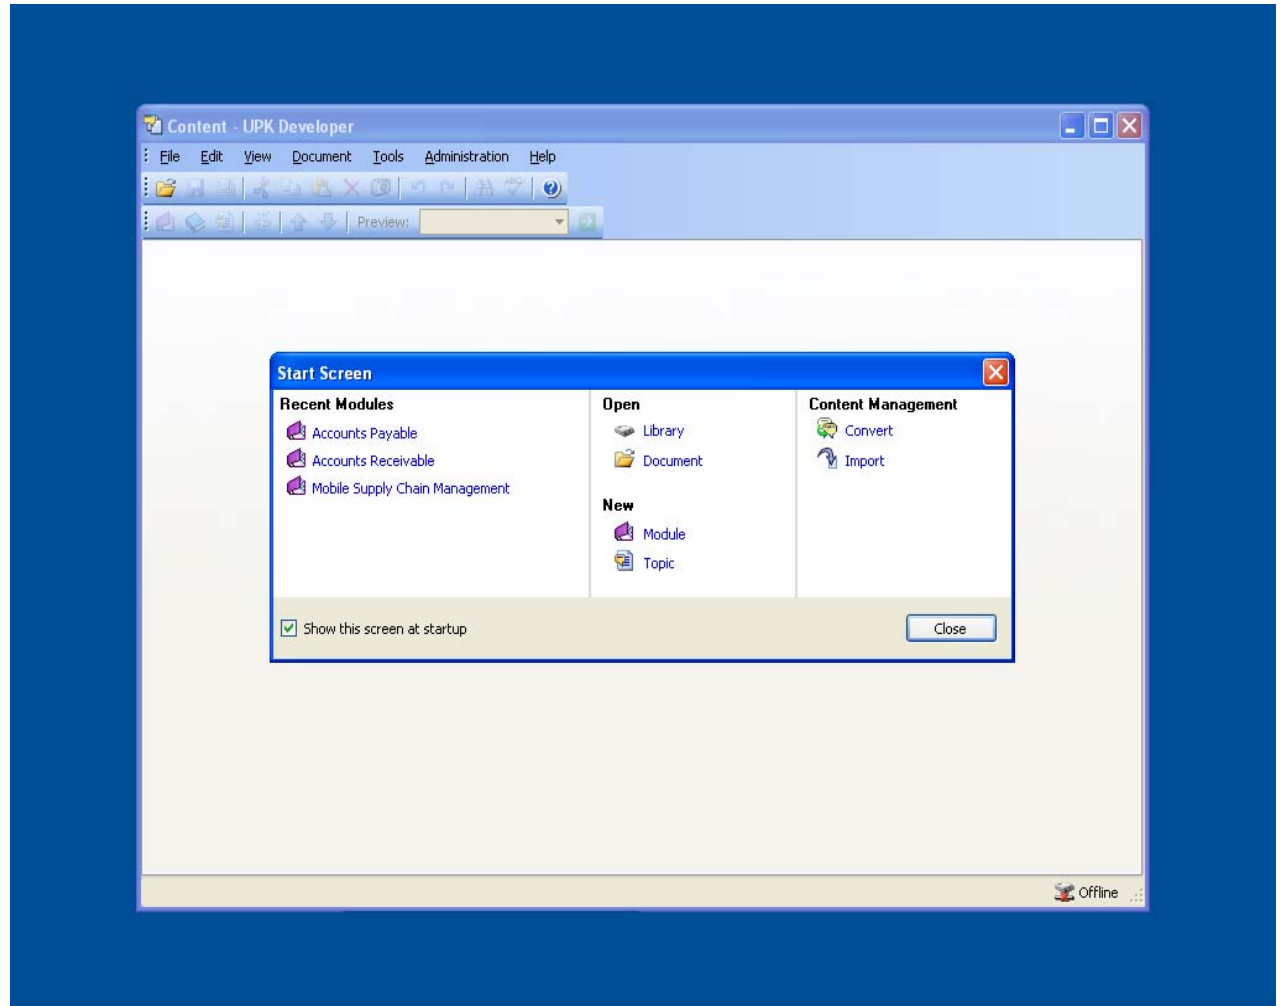 Content - UPK Developer
File Edit View Document Tools Administration Help
Preview:
Start Screen
Recent Modules
Accounts Payable
Accounts Receivable
Mobile Supply Chain Management
Open
Library
Document
New
Module
Topic
Content Management
Convert
Import
Show this screen at startup
Close
Offline